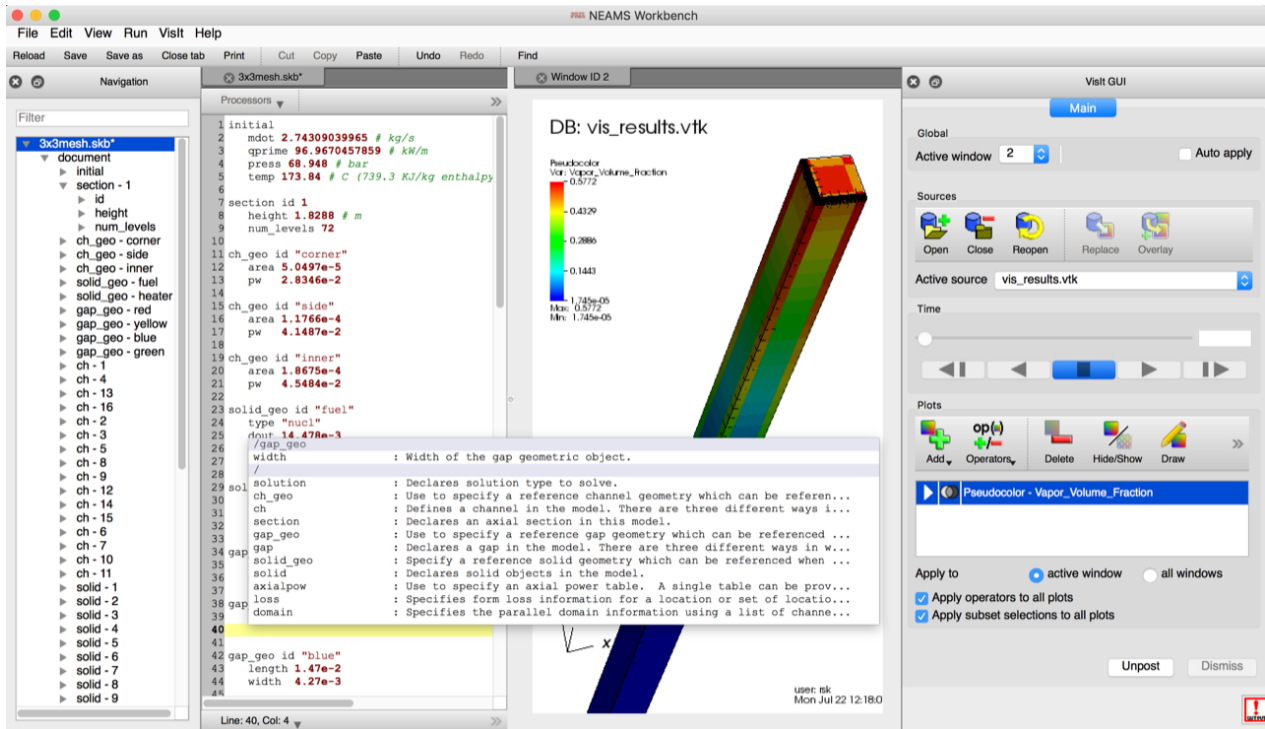 NEAMS Workbench
File Edit View Run VisIt Help
Reload Save Save as Close tab Print Cut Copy Paste Undo Redo Find
Navigation
Filter
3x3mesh.skb*
document
initial
section - 1
id
height
num_levels
ch_geo - corner
ch_geo - side
ch_geo - inner
solid_geo - fuel
solid_geo - heater
gap_geo - red
gap_geo - yellow
gap_geo - blue
gap_geo - green
ch - 1
ch - 4
ch - 13
ch - 16
ch - 2
ch - 3
ch - 5
ch - 8
ch - 9
ch - 12
ch - 14
ch - 15
ch - 6
ch - 7
ch - 10
ch - 11
solid - 1
solid - 2
solid - 3
solid - 4
solid - 5
solid - 6
solid - 7
solid - 8
solid - 9
3x3mesh.skb*
Processors
1 initial
2 mdot 2.74309039965 # kg/s
3 qprime 96.9670457859 # kW/m
4 press 68.948 # bar
5 temp 173.84 # C (739.3 KJ/kg enthalpy
6
7 section id 1
8 height 1.8288 # m
9 num_levels 72
10
11 ch_geo id "corner"
12 area 5.0497e-5
13 pw 2.8346e-2
14
15 ch_geo id "side"
16 area 1.1766e-4
17 pw 4.1487e-2
18
19 ch_geo id "inner"
20 area 1.8675e-4
21 pw 4.5484e-2
22
23 solid_geo id "fuel"
24 type "nucl"
25 dout 14.478e-3
26
27
28
29 sol
30
31
32
33
34 gap
35
36
37
38 gap
39
40
41
42 gap_geo id "blue"
43 length 1.47e-2
44 width 4.27e-3
45
/gap_geo
width : Width of the gap geometric object.
/
solution : Declares solution type to solve.
ch_geo : Use to specify a reference channel geometry which can be referen...
ch : Defines a channel in the model. There are three different ways i...
section : Declares an axial section in this model.
gap_geo : Use to specify a reference gap geometry which can be referenced ...
gap : Declares a gap in the model. There are three different ways in w...
solid_geo : Specify a reference solid geometry which can be referenced when ...
solid : Declares solid objects in the model.
axialpow : Use to specify an axial power table. A single table can be prov...
loss : Specifies form loss information for a location or set of locatio...
domain : Specifies the parallel domain information using a list of channe...
Line: 40, Col: 4
Window ID 2
DB: vis_results.vtk
Pseudocolor
Var: Vapor_Volume_Fraction
0.5772
0.4329
0.2886
0.1443
1.745e-05
Max: 0.5772
Min: 1.745e-05
X
user: rsk
Mon Jul 22 12:18:0
VisIt GUI
Main
Global
Active window 2 Auto apply
Sources
Open Close Reopen Replace Overlay
Active source vis_results.vtk
Time
Plots
op(•)
+/−
Add Operators Delete Hide/Show Draw
Pseudocolor - Vapor_Volume_Fraction
Apply to active window all windows
Apply operators to all plots
Apply subset selections to all plots
Unpost Dismiss